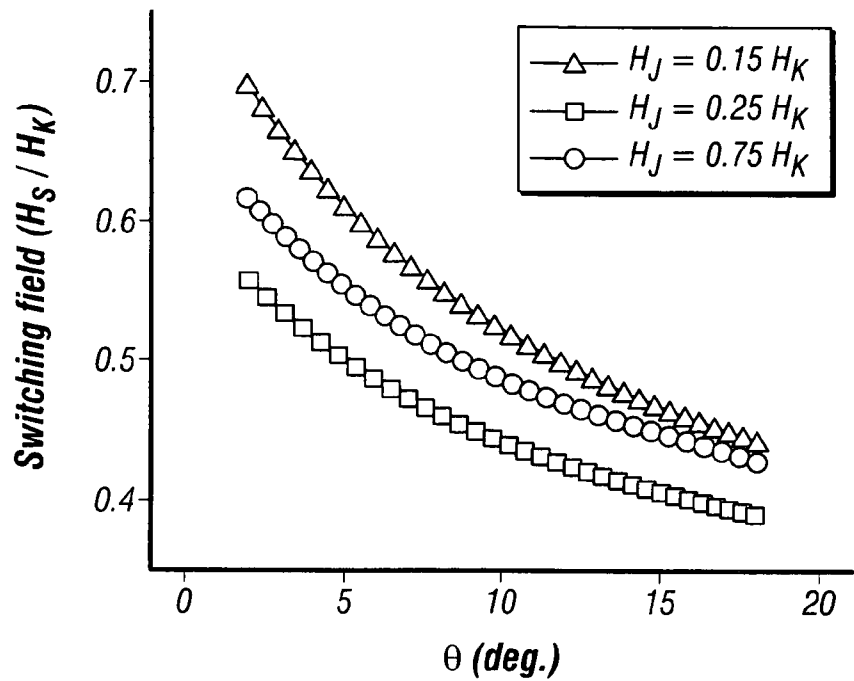 Switching field (H_S / H_K)
0.7
0.6
0.5
0.4
H_J = 0.15 H_K
H_J = 0.25 H_K
H_J = 0.75 H_K
0 5 10 15 20
θ (deg.)